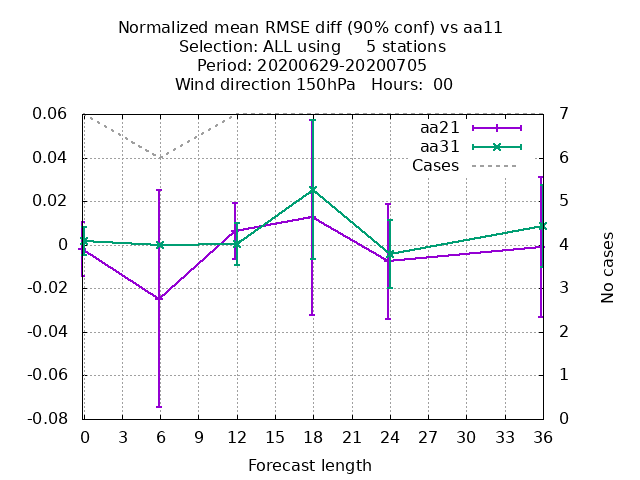 Normalized mean RMSE diff (90% conf) vs aa11
Selection: ALL using     5 stations
Period: 20200629-20200705
Wind direction 150hPa   Hours:  00
0.06
0.04
0.02
0
-0.02
-0.04
-0.06
-0.08
7
6
5
4
3
2
1
0
aa21
aa31
Cases
No cases
0 3 6 9 12 15 18 21 24 27 30 33 36
Forecast length